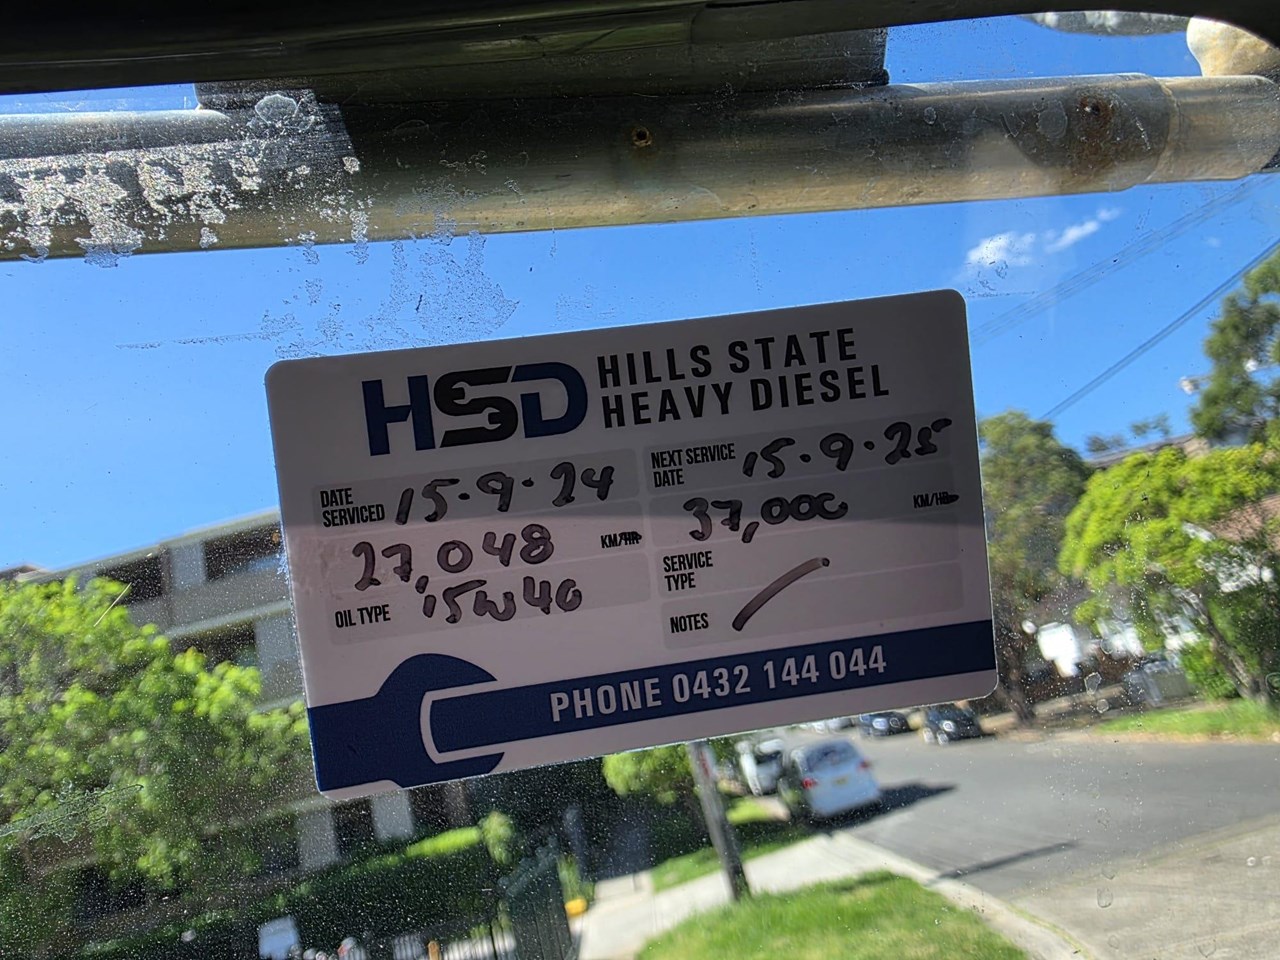 HSD HILLS STATE
HEAVY DIESEL
DATE SERVICED 15.9.24
NEXT SERVICE DATE 15.9.25
27,048 KM/HR
37,000 KM/HR
OIL TYPE 15W40
SERVICE TYPE
NOTES
PHONE 0432 144 044